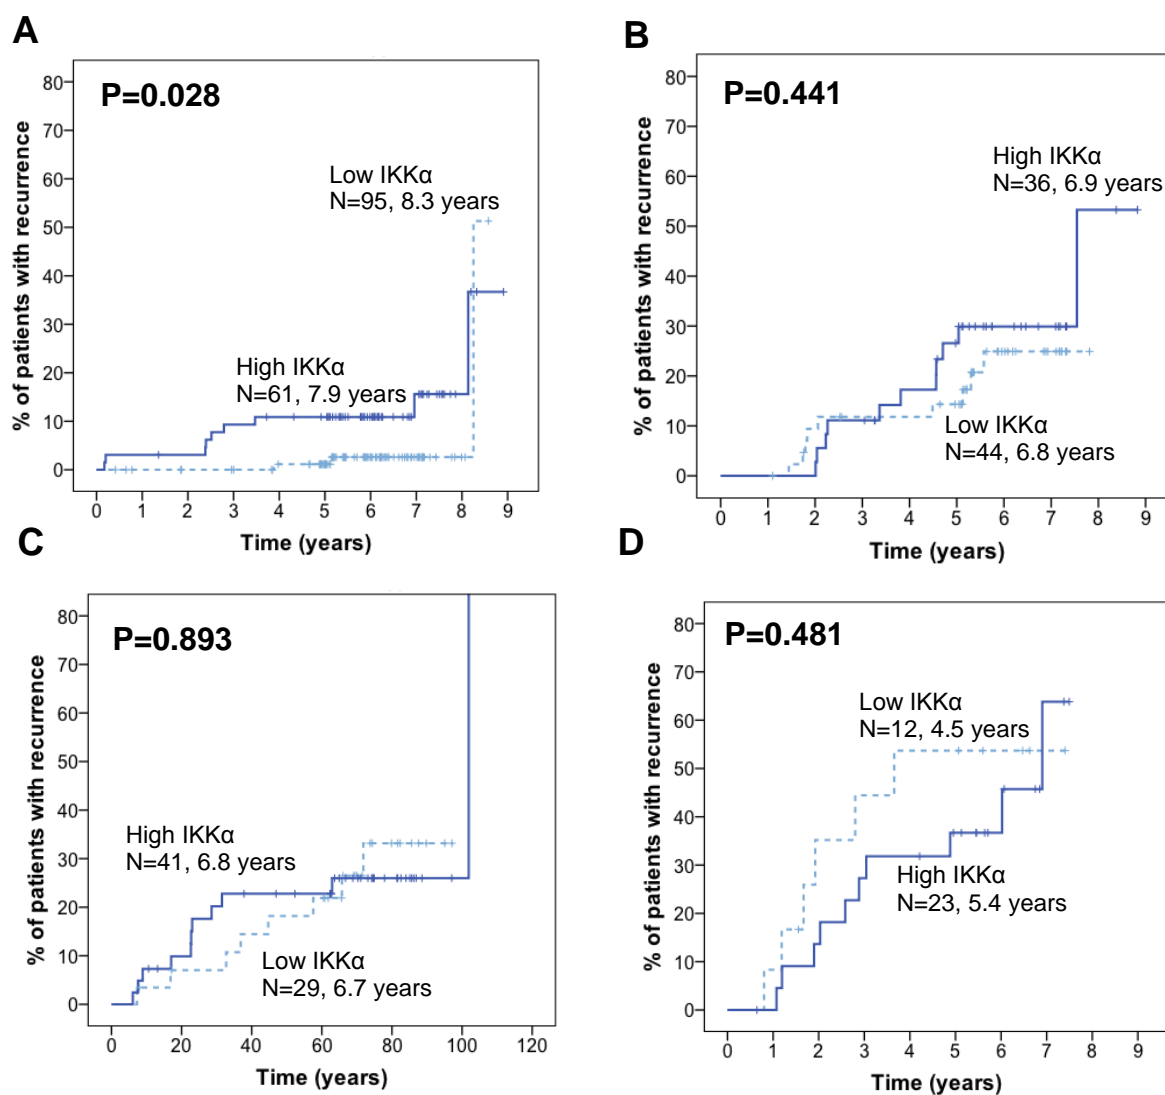 A
P=0.028
% of patients with recurrence
80
70
60
50
40
30
20
10
0
Low IKKα
N=95, 8.3 years
High IKKα
N=61, 7.9 years
0 1 2 3 4 5 6 7 8 9
Time (years)
B
P=0.441
% of patients with recurrence
80
70
60
50
40
30
20
10
0
High IKKα
N=36, 6.9 years
Low IKKα
N=44, 6.8 years
0 1 2 3 4 5 6 7 8 9
Time (years)
C
P=0.893
% of patients with recurrence
80
70
60
50
40
30
20
10
0
High IKKα
N=41, 6.8 years
Low IKKα
N=29, 6.7 years
0 20 40 60 80 100 120
Time (years)
D
P=0.481
% of patients with recurrence
80
70
60
50
40
30
20
10
0
Low IKKα
N=12, 4.5 years
High IKKα
N=23, 5.4 years
0 1 2 3 4 5 6 7 8 9
Time (years)